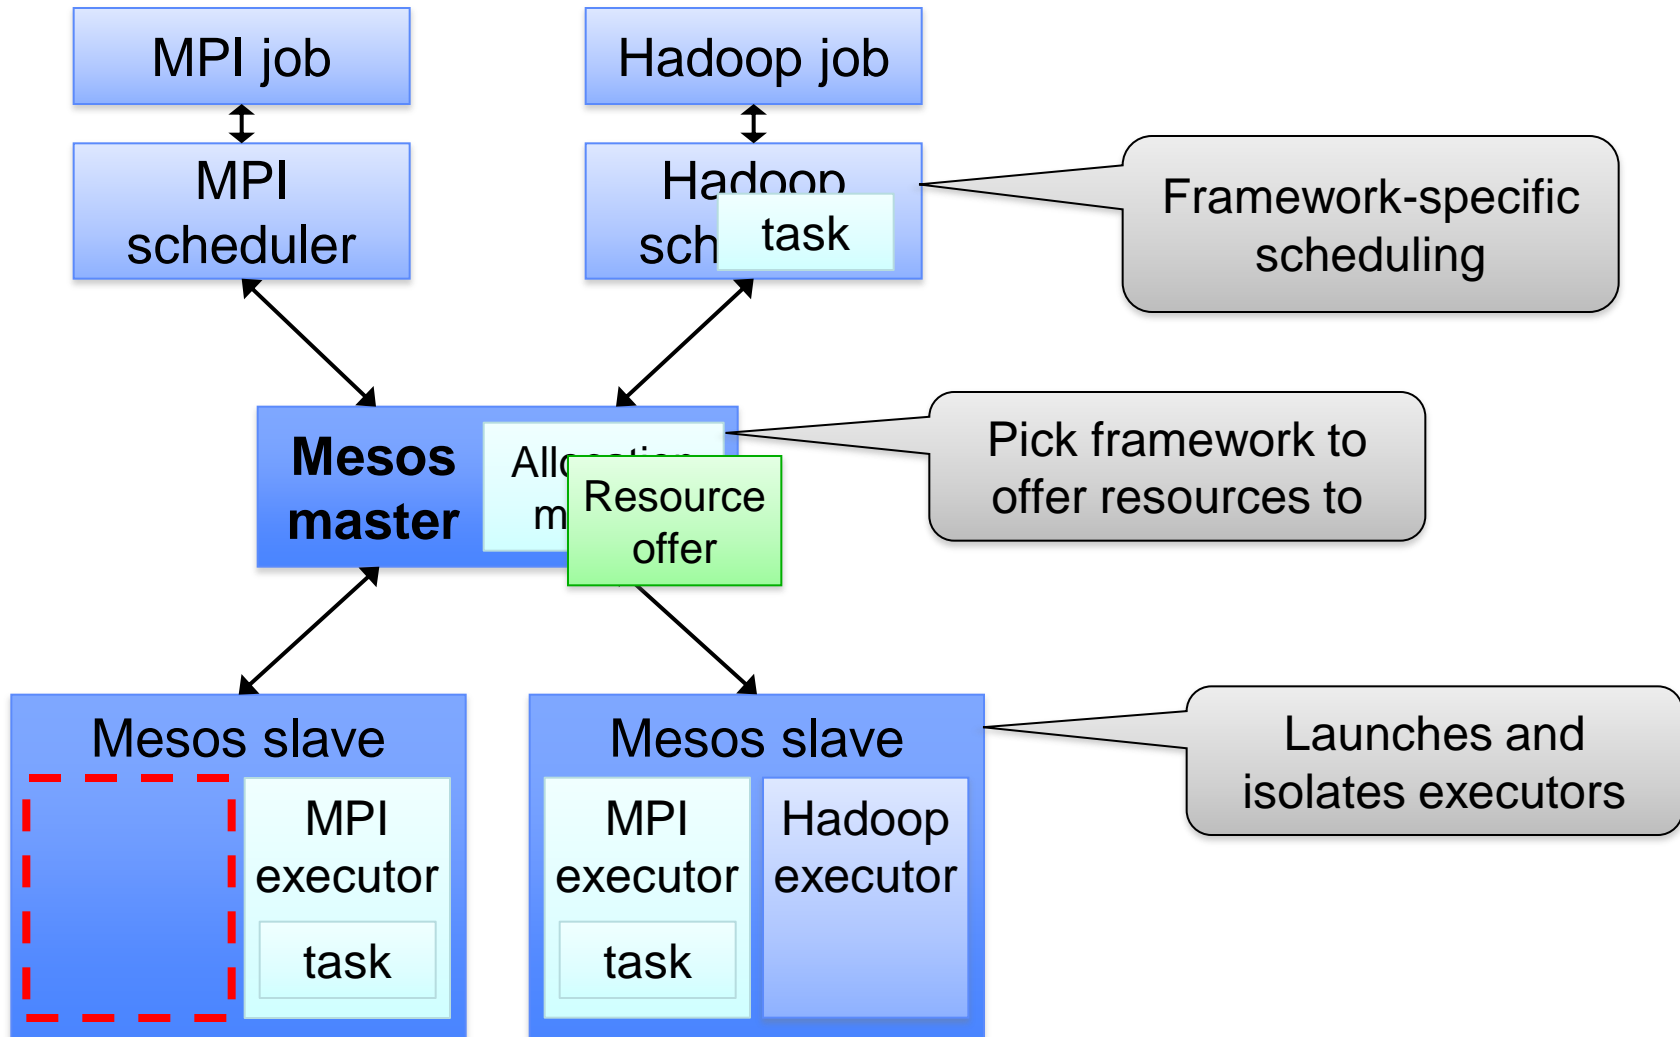 MPI job
Hadoop job
MPI
scheduler
Hadoop
task
Framework-specific
scheduling
Mesos
master
Resource
offer
Pick framework to
offer resources to
Mesos slave
MPI
executor
task
Mesos slave
MPI
executor
task
Hadoop
executor
Launches and
isolates executors